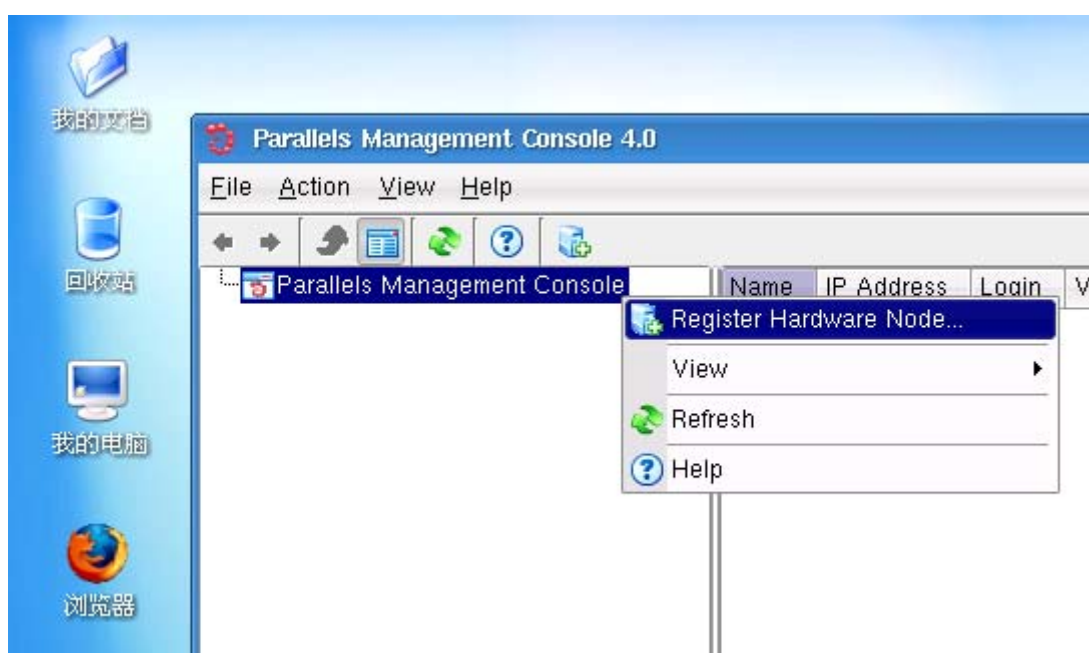 我的文档
回收站
我的电脑
浏览器
Parallels Management Console 4.0
File Action View Help
Parallels Management Console
Name IP Address Login V
Register Hardware Node...
View
Refresh
Help